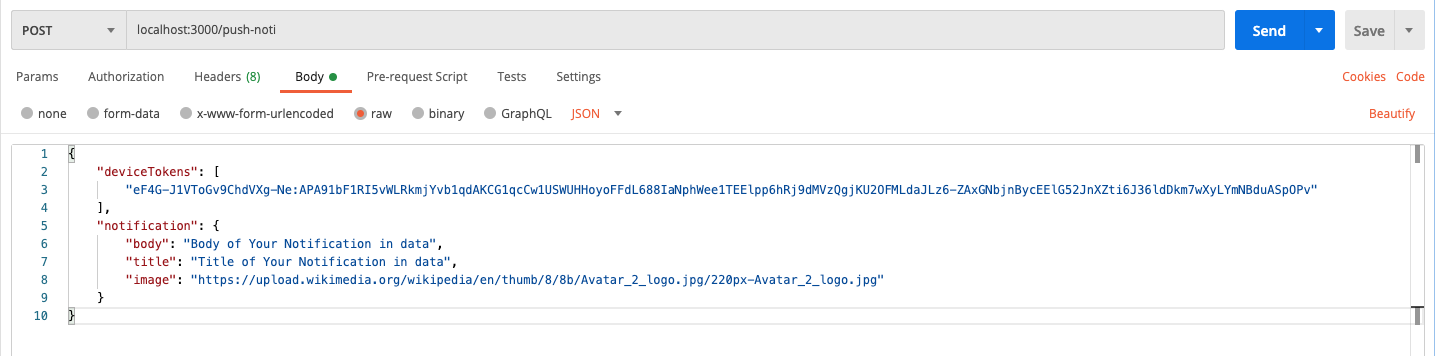 POST localhost:3000/push-noti Send Save
Params Authorization Headers (8) Body Pre-request Script Tests Settings Cookies Code
none form-data x-www-form-urlencoded raw binary GraphQL JSON Beautify
1 {
2 "deviceTokens": [
3 "eF4G-J1VToGv9ChdVXg-Ne:APA91bF1RI5vWLRkmjYvb1qdAKCG1qcCw1USWUHHoyoFFdL688IaNphWee1TEElpp6hRj9dMVzQgjKU2OFMLdaJLz6-ZAxGNbjnBycEElG52JnXZti6J36ldDkm7wXyLYmNBduASpOPv"
4 ],
5 "notification": {
6 "body": "Body of Your Notification in data",
7 "title": "Title of Your Notification in data",
8 "image": "https://upload.wikimedia.org/wikipedia/en/thumb/8/8b/Avatar_2_logo.jpg/220px-Avatar_2_logo.jpg"
9 }
10 }